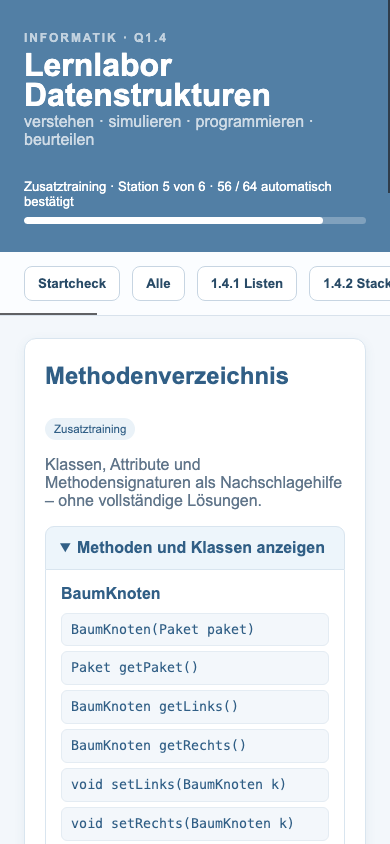 INFORMATIK · Q1.4
Lernlabor
Datenstrukturen
verstehen · simulieren · programmieren ·
beurteilen
Zusatztraining · Station 5 von 6 · 56 / 64 automatisch
bestätigt
Startcheck Alle 1.4.1 Listen 1.4.2 Stack
Methodenverzeichnis
Zusatztraining
Klassen, Attribute und
Methodensignaturen als Nachschlagehilfe
– ohne vollständige Lösungen.
▼ Methoden und Klassen anzeigen
BaumKnoten
BaumKnoten(Paket paket)
Paket getPaket()
BaumKnoten getLinks()
BaumKnoten getRechts()
void setLinks(BaumKnoten k)
void setRechts(BaumKnoten k)